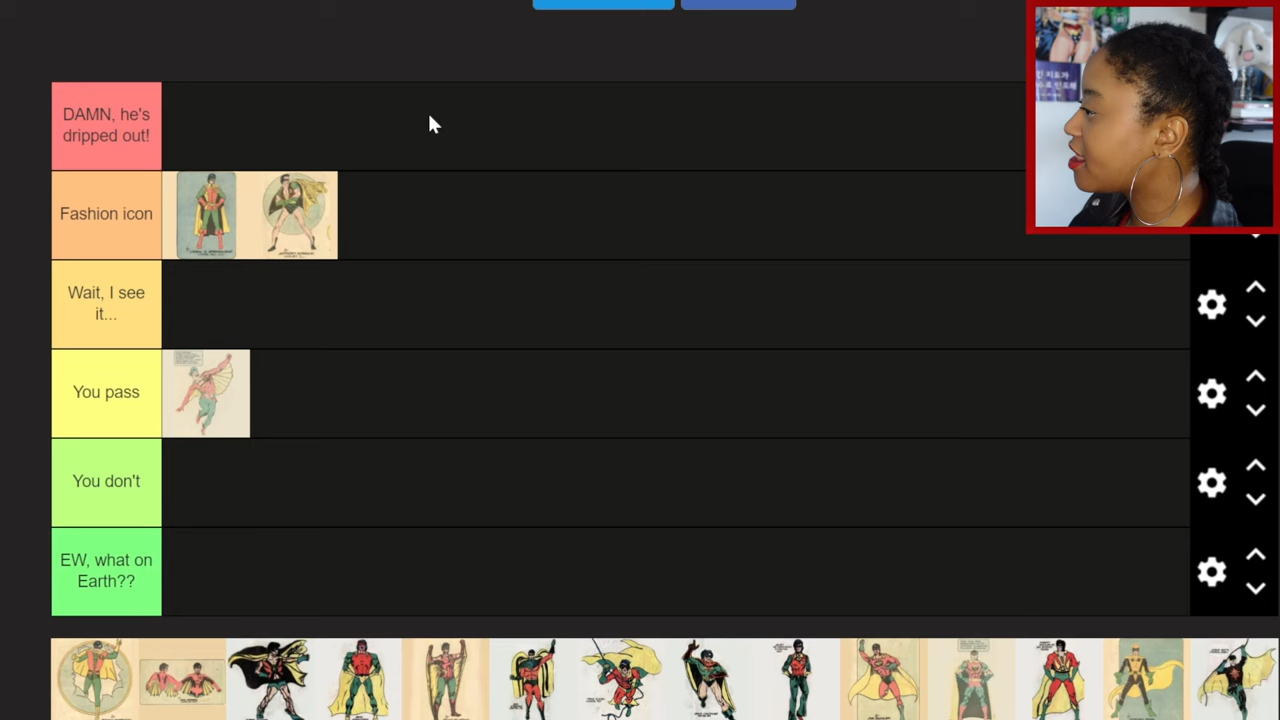 DAMN, he's
dripped out!
Fashion icon
Wait, I see
it...
You pass
You don't
EW, what on
Earth??